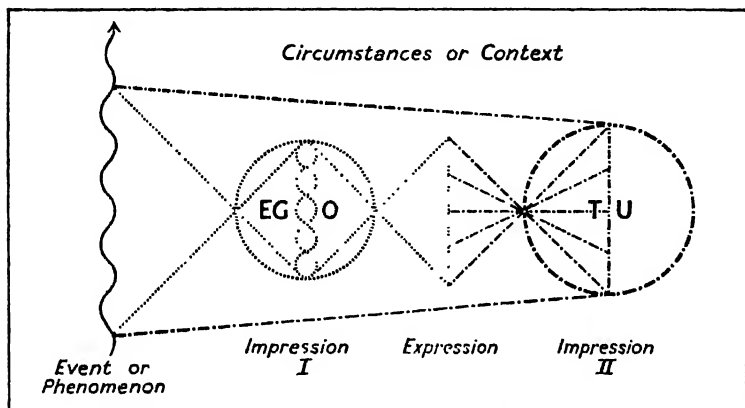 Circumstances or Context
EG O
T U
Event or
Phenomenon
Impression
I
Expression
Impression
II